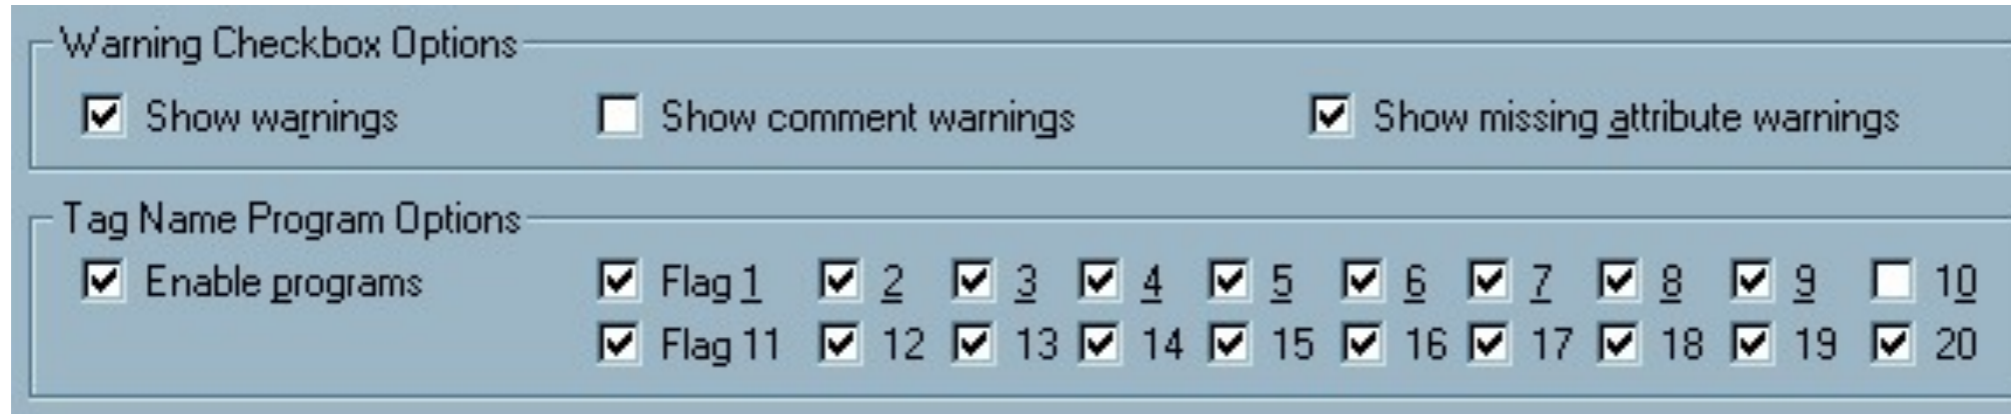 Warning Checkbox Options
Show warnings Show comment warnings Show missing attribute warnings
Tag Name Program Options
Enable programs Flag 1 2 3 4 5 6 7 8 9 10
Flag 11 12 13 14 15 16 17 18 19 20